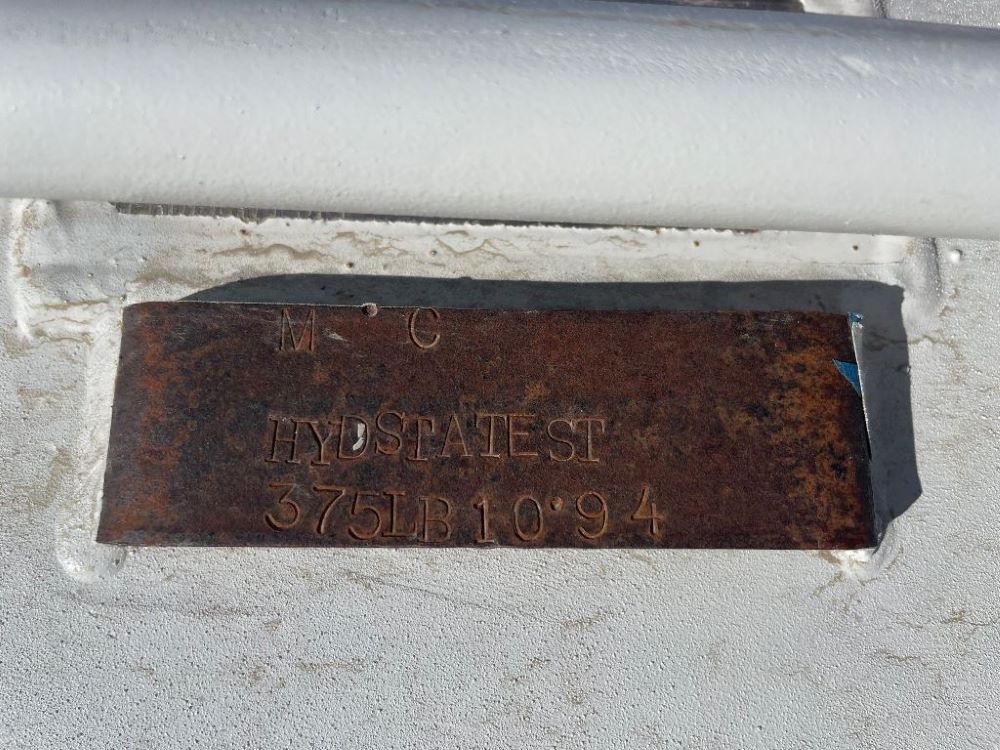 M C
HYDSTATEST
375LB 10·94